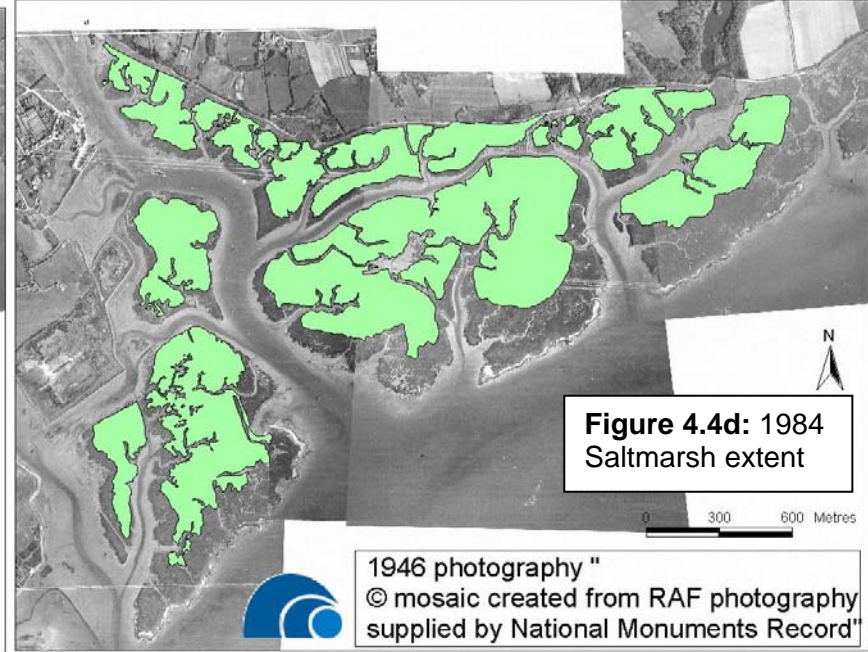 N
Figure 4.4d: 1984
Saltmarsh extent
0 300 600 Metres
1946 photography "
© mosaic created from RAF photography
supplied by National Monuments Record"